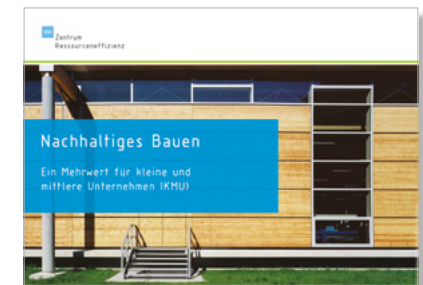 VDI
Zentrum
Ressourceneffizienz
Nachhaltiges Bauen
Ein Mehrwert für kleine und
mittlere Unternehmen (KMU)